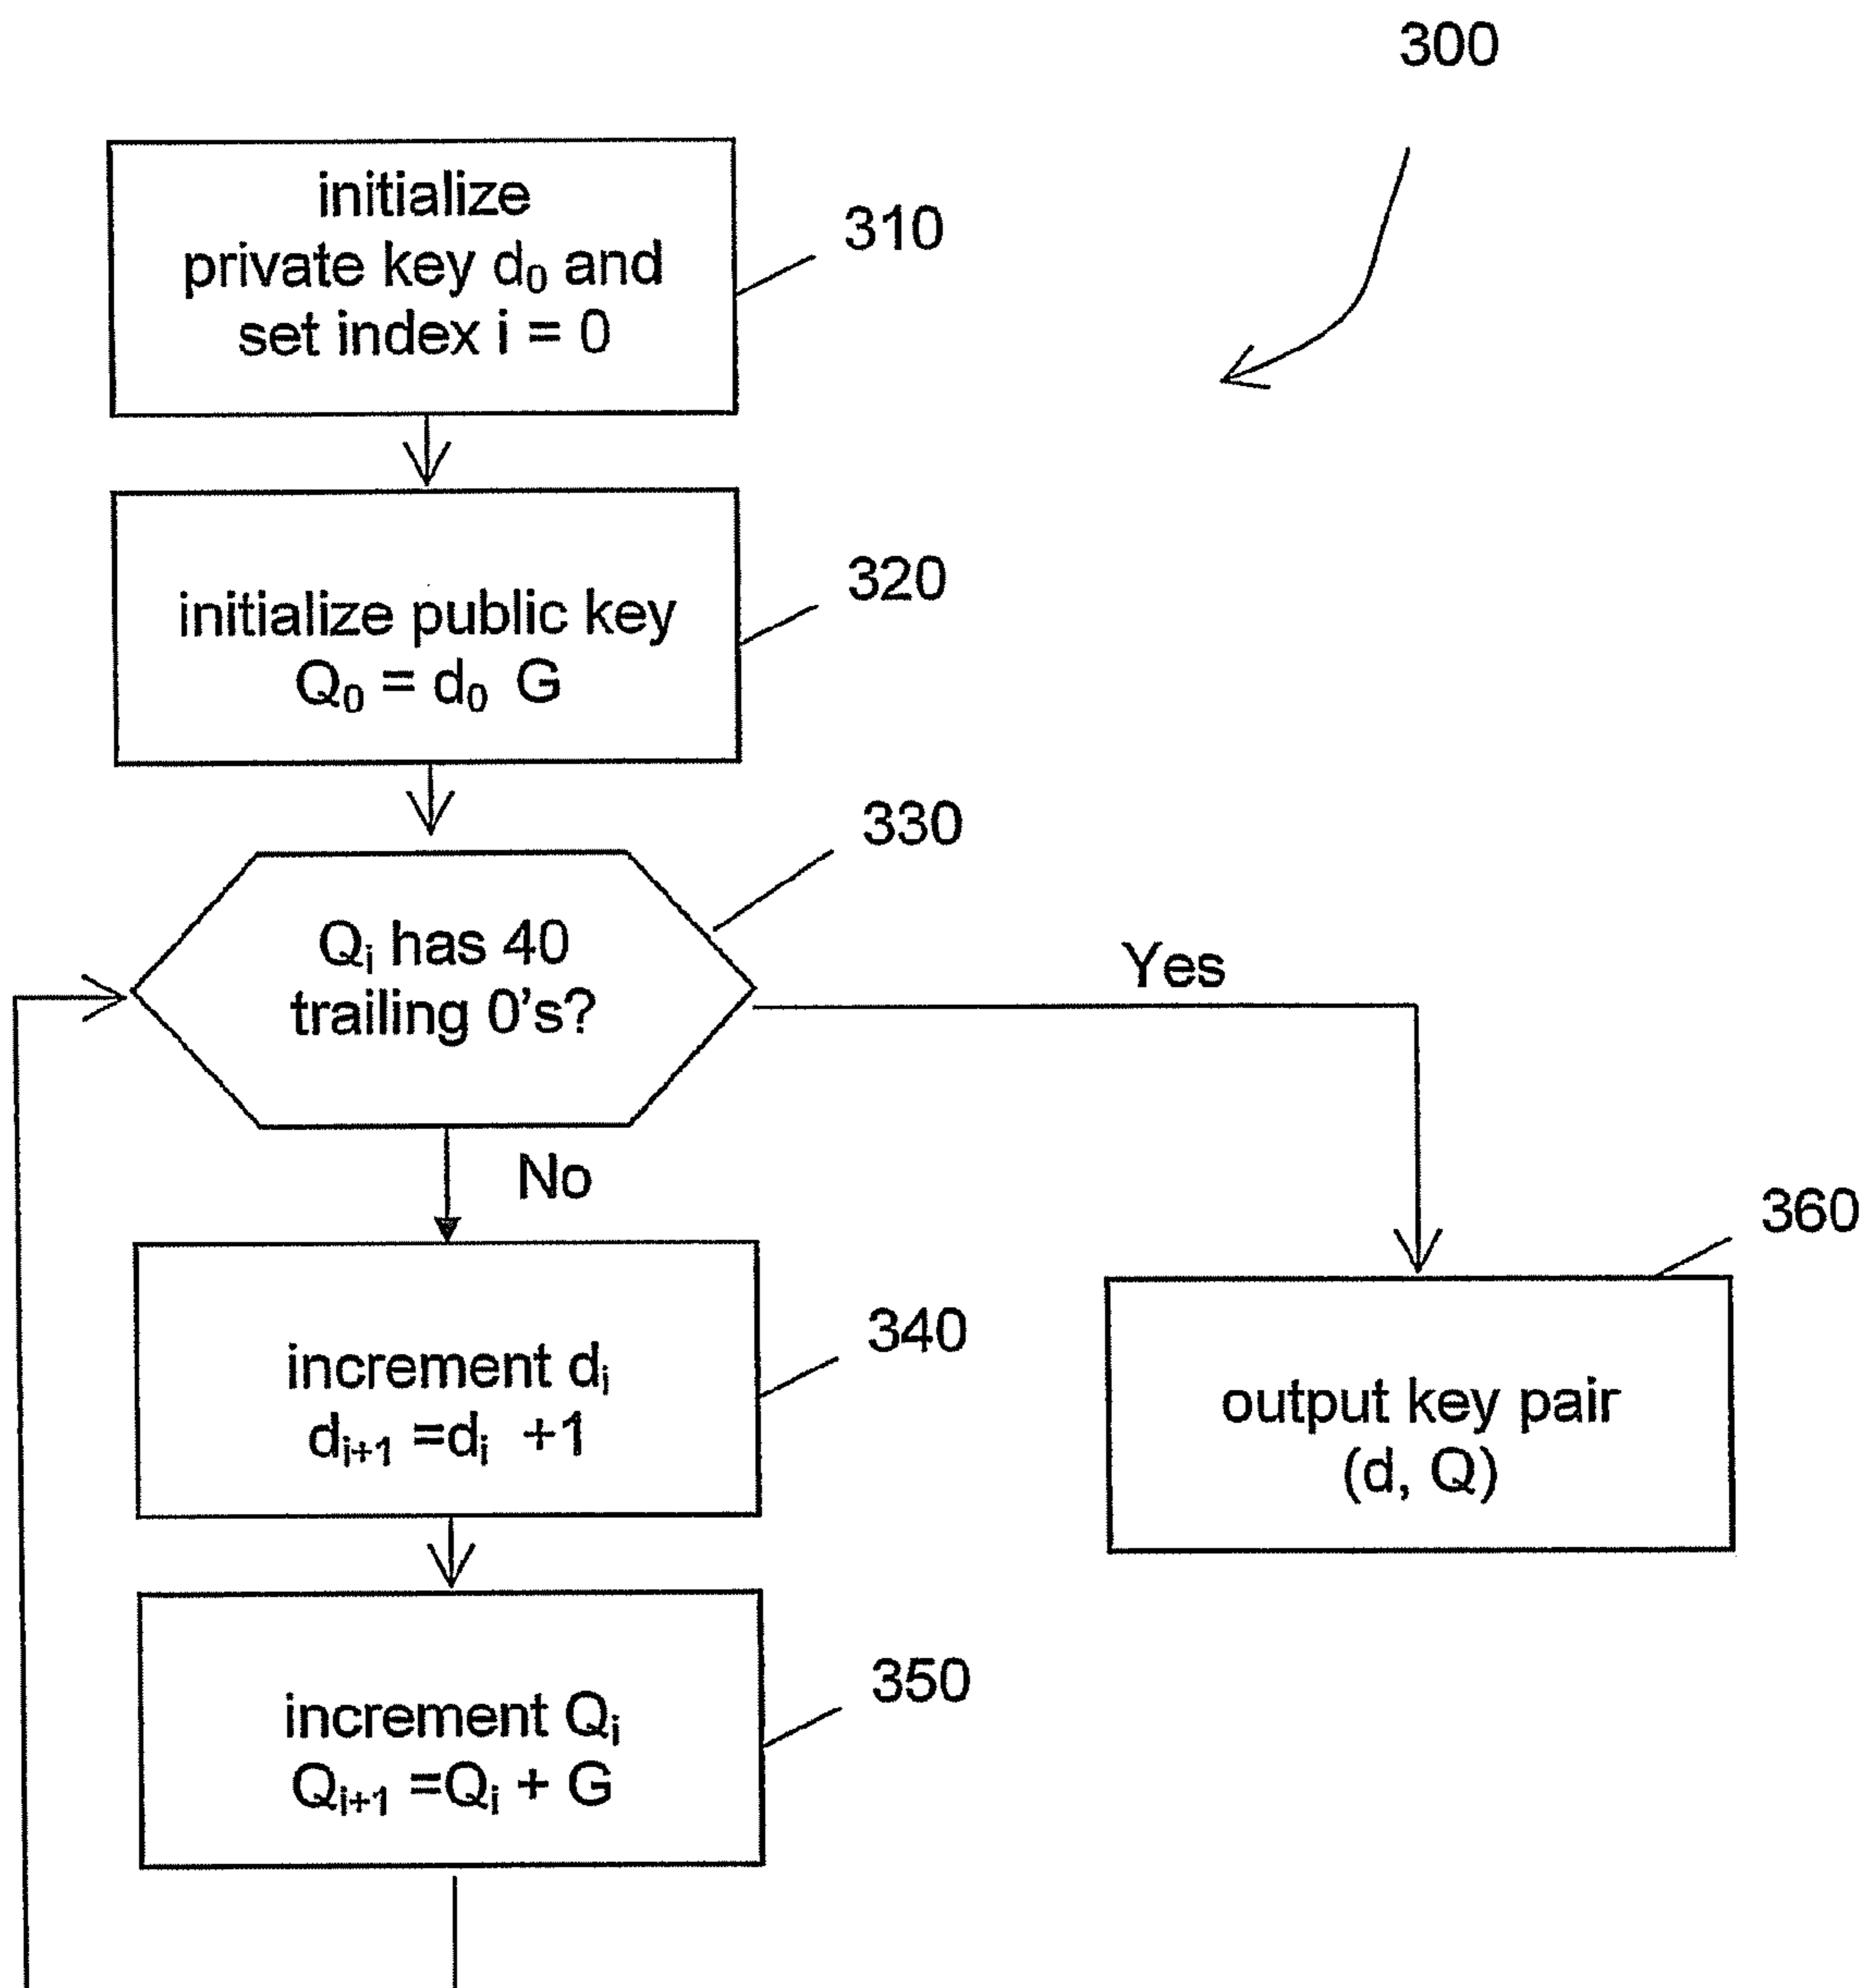 300
initialize
private key d₀ and
set index i = 0
310
initialize public key
Q₀ = d₀ G
320
330
Qᵢ has 40
trailing 0's?
Yes
No
360
increment dᵢ
dᵢ₊₁ =dᵢ +1
340
output key pair
(d, Q)
increment Qᵢ
Qᵢ₊₁ =Qᵢ + G
350